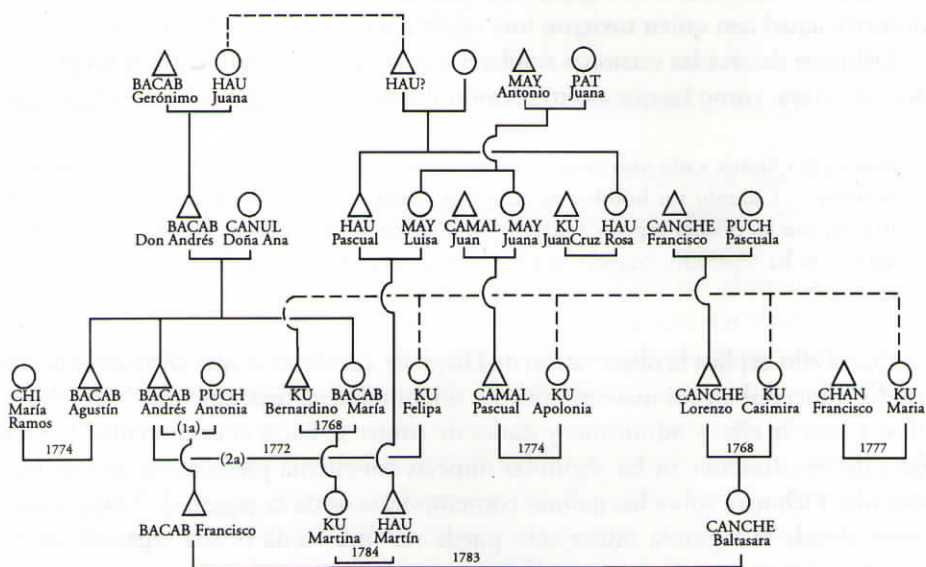 BACAB HAU HAU? MAY PAT
Gerónimo Juana Antonio Juana
BACAB CANUL HAU MAY CAMAL MAY KU HAU CANCHE PUCH
Don Andrés Doña Ana Pascual Luisa Juan Juana JuanCruz Rosa Francisco Pascuala
CHI BACAB BACAB PUCH KU BACAB KU CAMAL KU CANCHE KU CHAN KU
María Agustín Andrés Antonia Bernardino María Felipa Pascual Apolonia Lorenzo Casimira Francisco Maria
Ramos (1a) 1768
1774 (2a) 1772 1774 1768 1777
BACAB Francisco KU HAU CANCHE
Martina Martín Baltasara
1784 1783